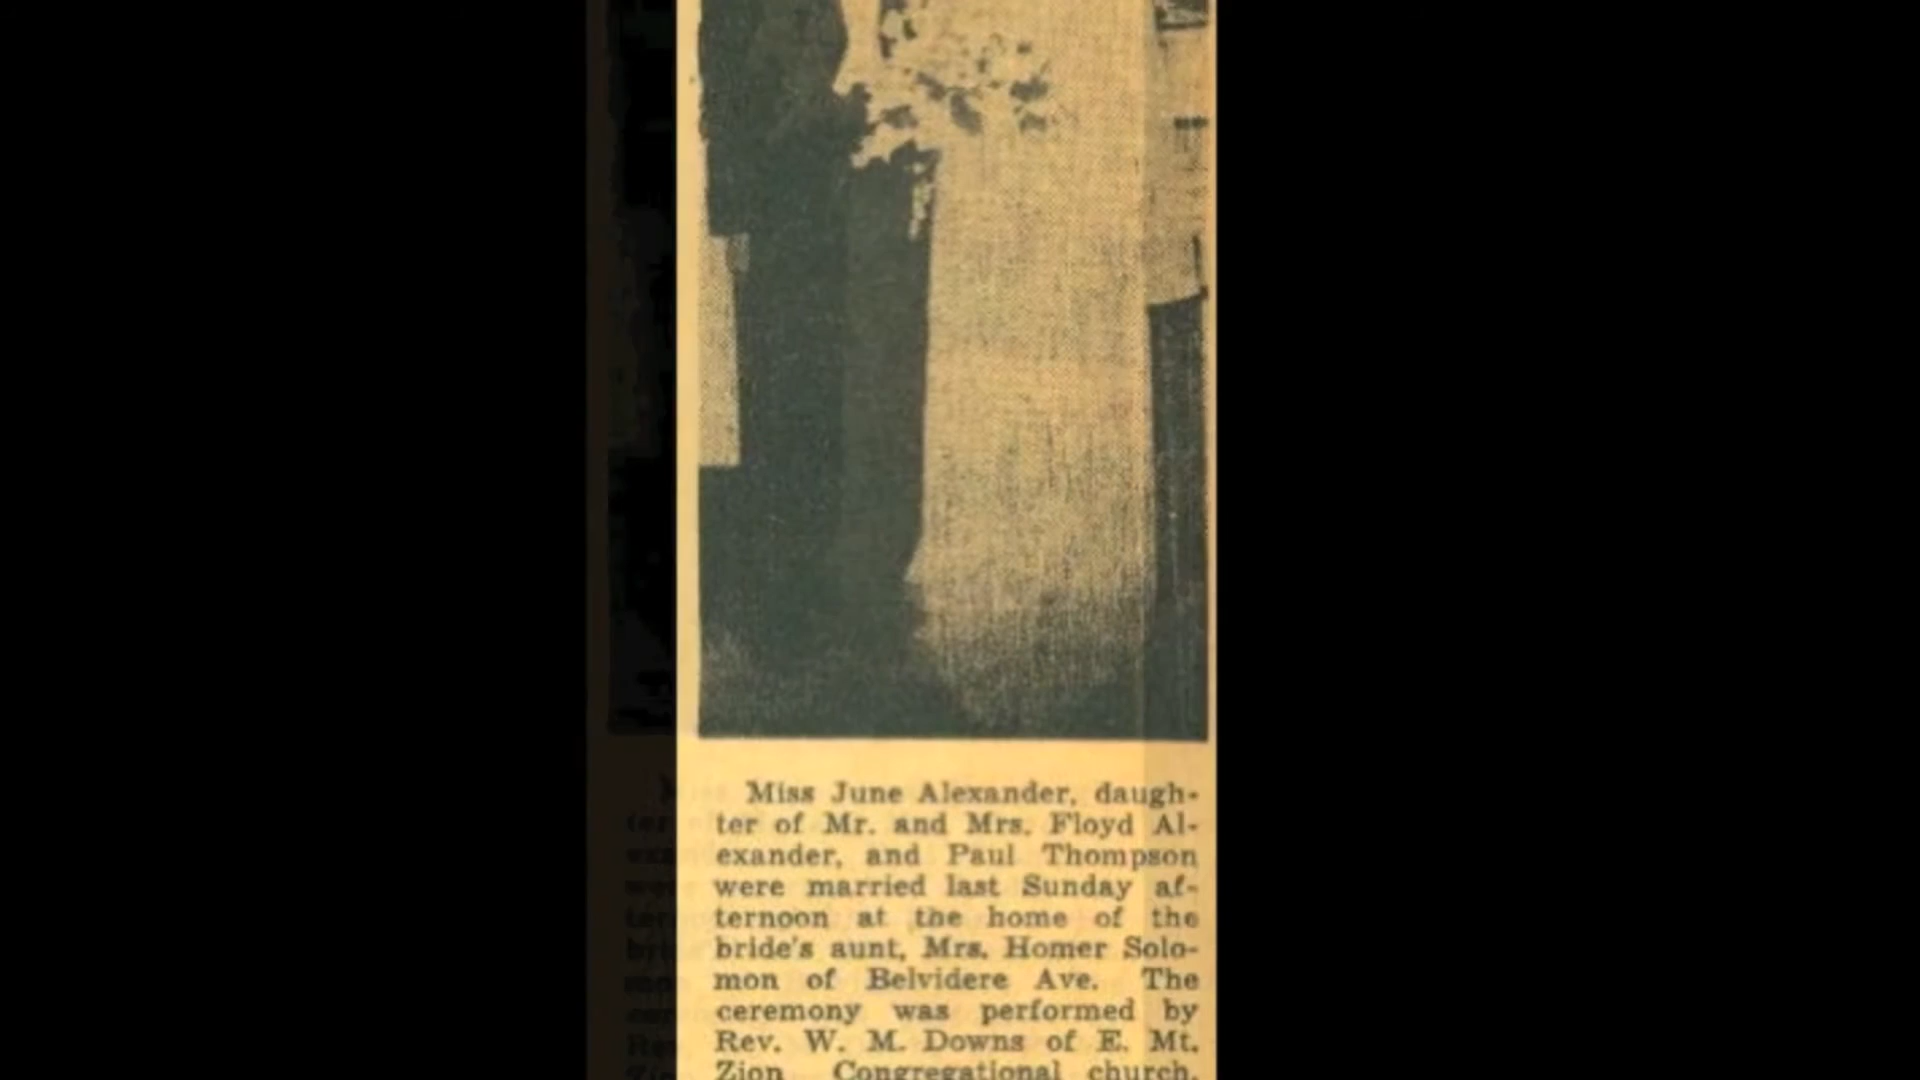 Miss June Alexander, daugh-
ter of Mr. and Mrs. Floyd Al-
exander, and Paul Thompson
were married last Sunday af-
ternoon at the home of the
bride's aunt, Mrs. Homer Solo-
mon of Belvidere Ave. The
ceremony was performed by
Rev. W. M. Downs of E. Mt.
Zion Congregational church.